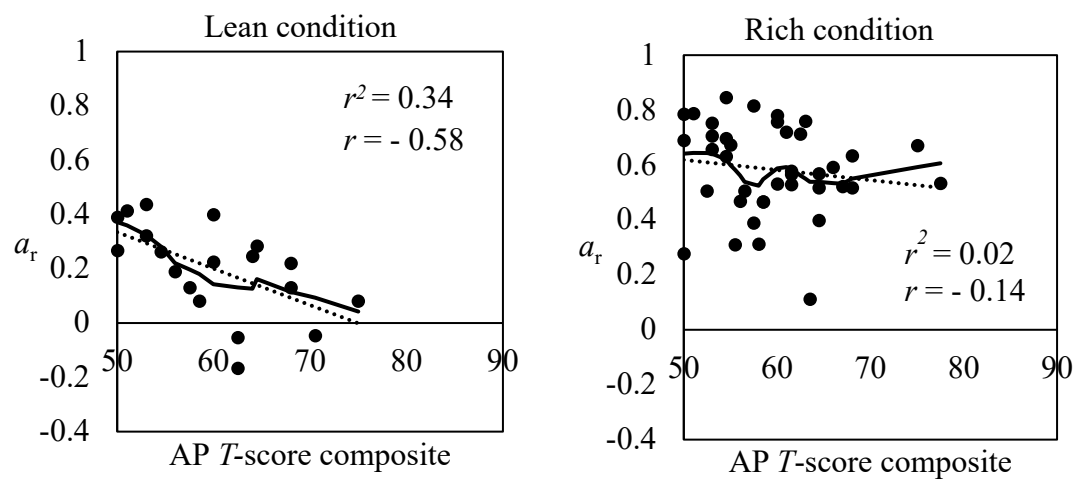 Lean condition
1
0.8
0.6
0.4
0.2
0
-0.2
-0.4
a_r
r² = 0.34
r = - 0.58
50 60 70 80 90
AP T-score composite
Rich condition
1
0.8
0.6
0.4
0.2
0
-0.2
-0.4
a_r
r² = 0.02
r = - 0.14
50 60 70 80 90
AP T-score composite